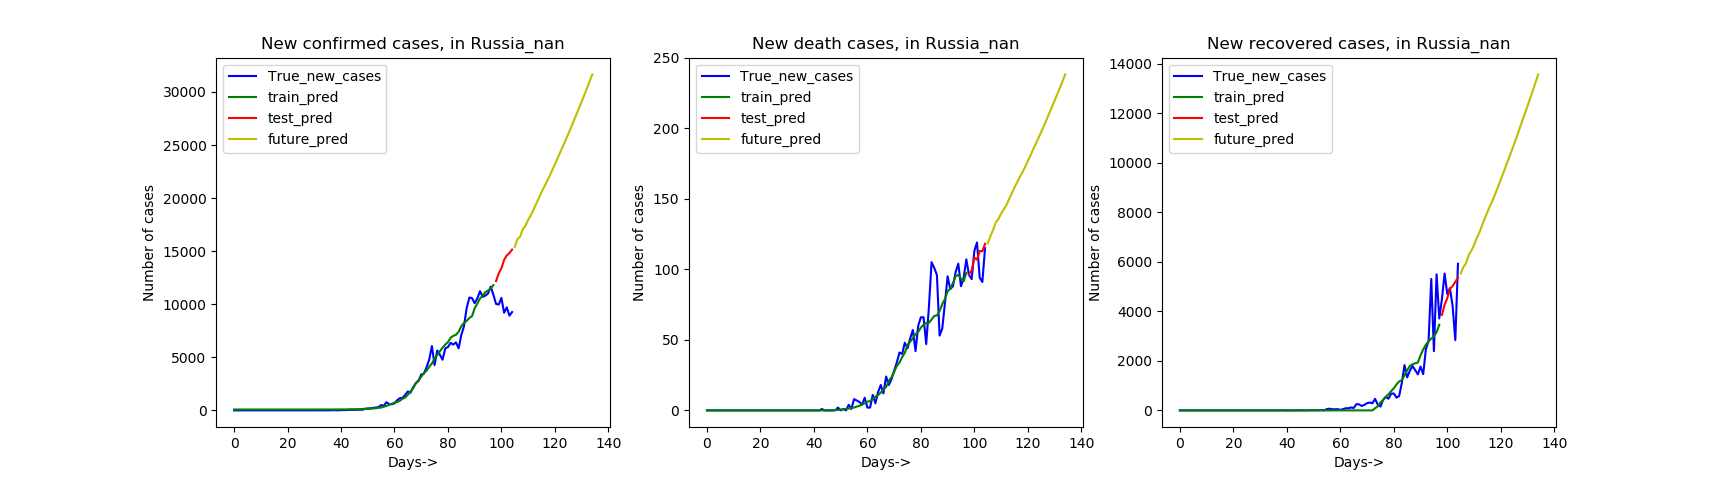 New confirmed cases, in Russia_nan
True_new_cases
train_pred
test_pred
future_pred
Number of cases
30000
25000
20000
15000
10000
5000
0
0 20 40 60 80 100 120 140
Days->
New death cases, in Russia_nan
True_new_cases
train_pred
test_pred
future_pred
Number of cases
250
200
150
100
50
0
0 20 40 60 80 100 120 140
Days->
New recovered cases, in Russia_nan
True_new_cases
train_pred
test_pred
future_pred
Number of cases
14000
12000
10000
8000
6000
4000
2000
0
0 20 40 60 80 100 120 140
Days->